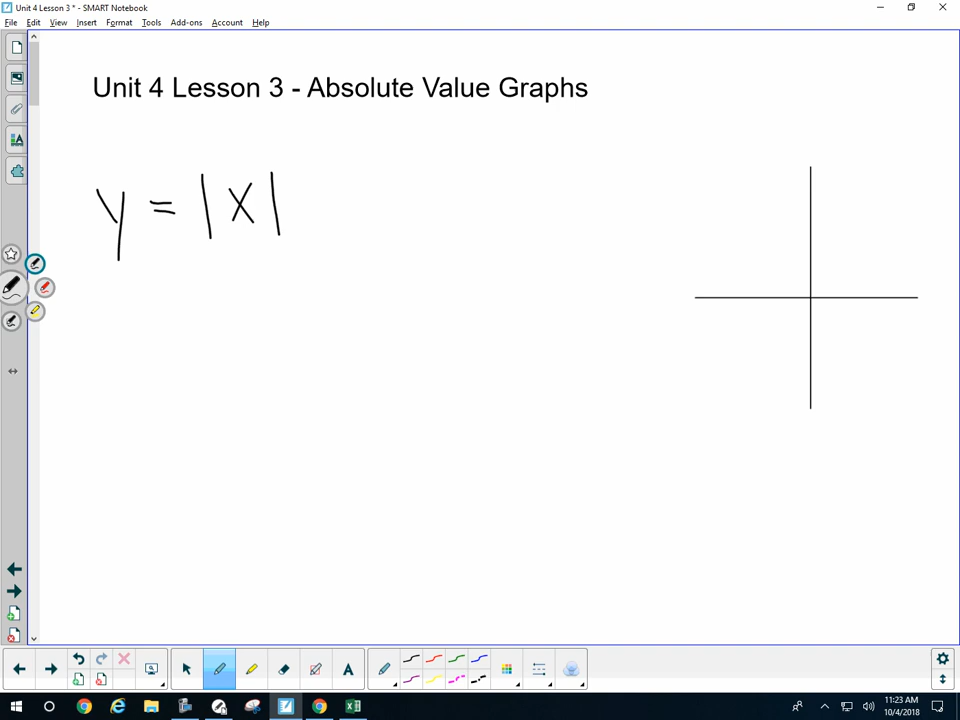 Unit 4 Lesson 3 * - SMART Notebook
File Edit View Insert Format Tools Add-ons Account Help
Unit 4 Lesson 3 - Absolute Value Graphs
y = |x|
A
11:23 AM
10/4/2018